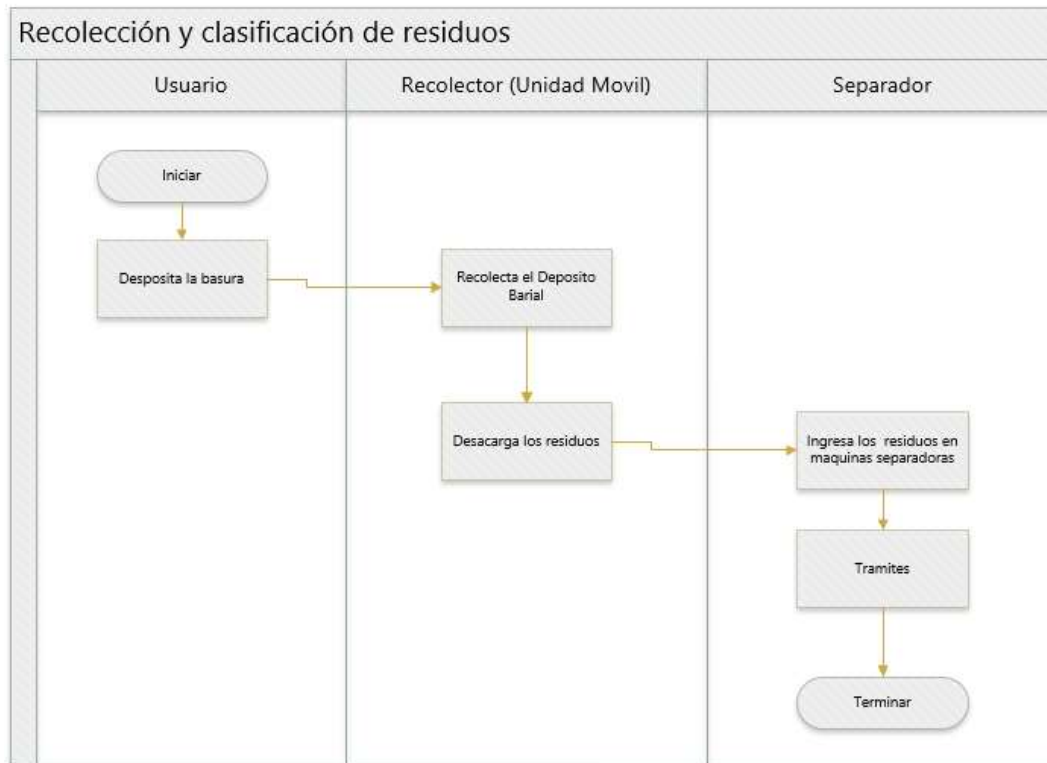 Recolección y clasificación de residuos
Usuario
Recolector (Unidad Movil)
Separador
Iniciar
Desposita la basura
Recolecta el Deposito
Barial
Desacarga los residuos
Ingresa los residuos en
maquinas separadoras
Tramites
Terminar